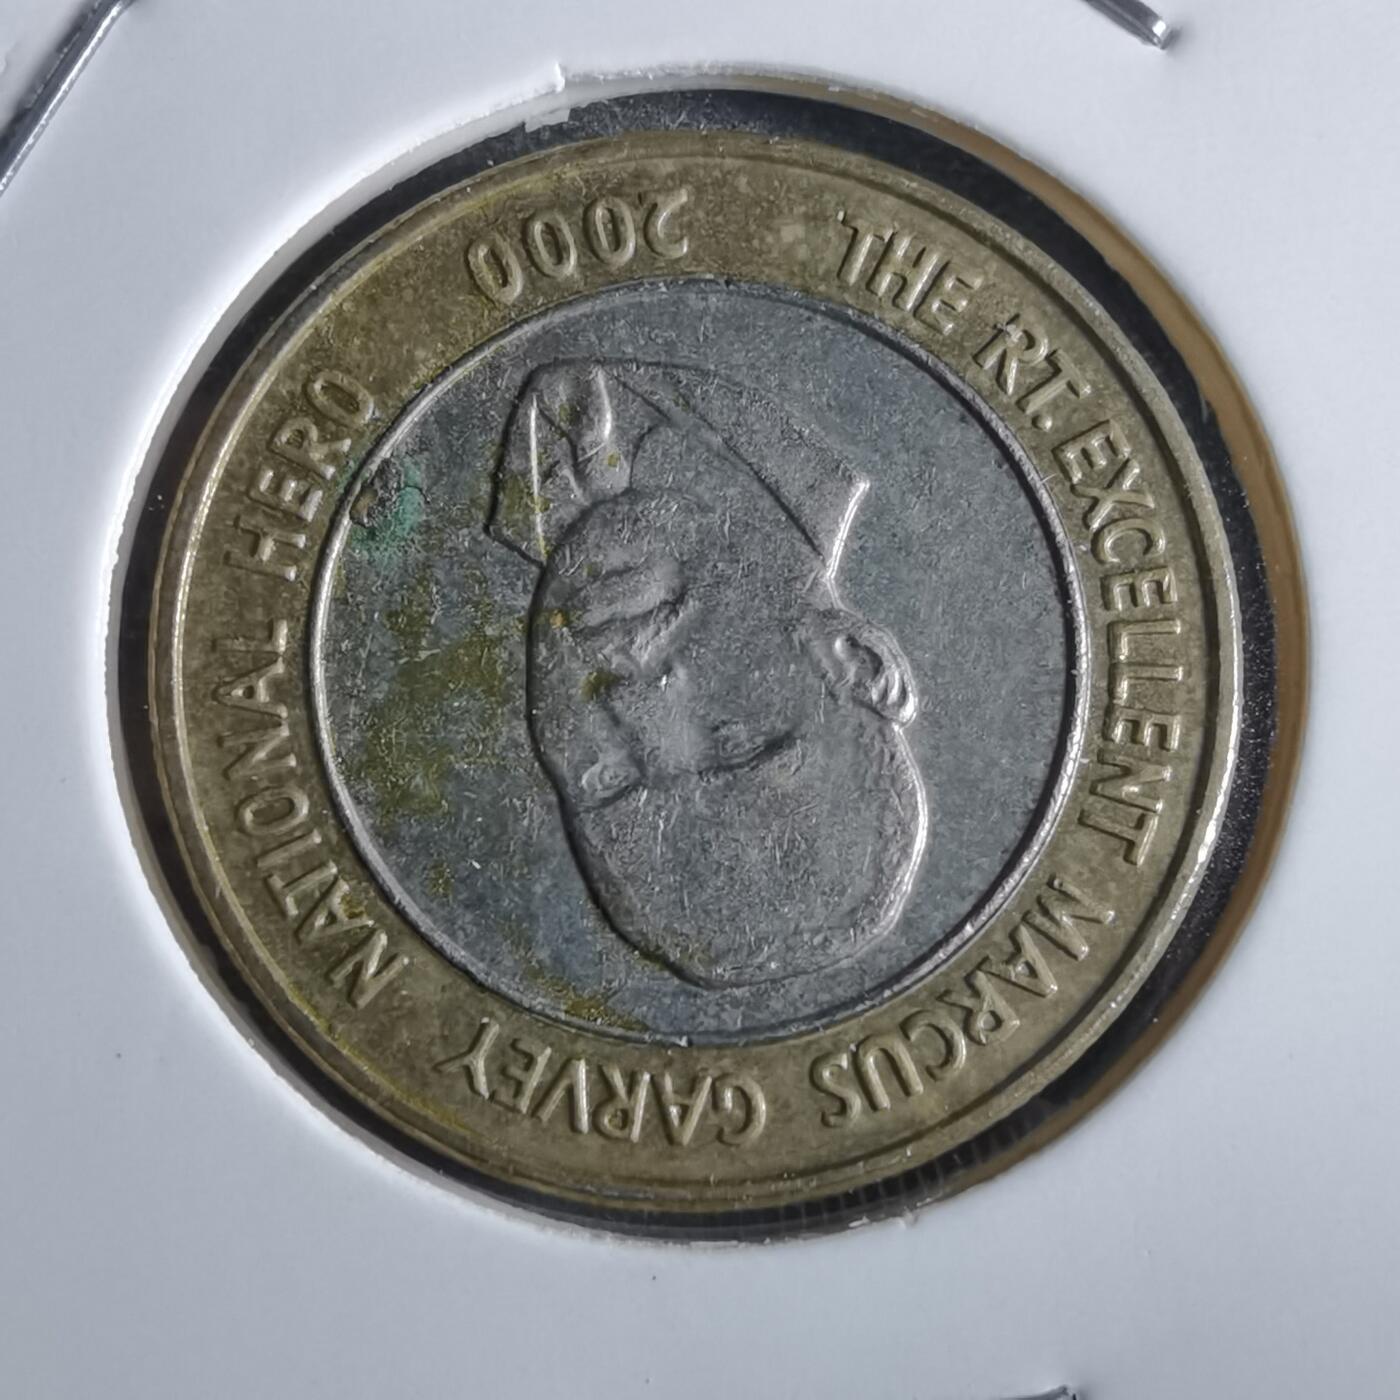 THE RT. EXCELLENT MARCUS GARVEY NATIONAL HERO
2000